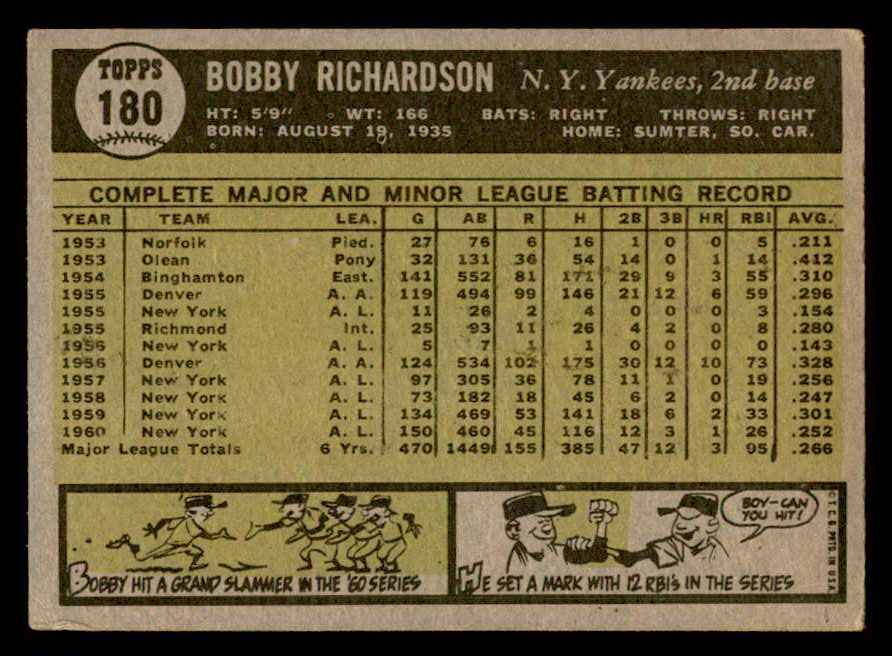 TOPPS
180
BOBBY RICHARDSON N. Y. Yankees, 2nd base
HT: 5'9" WT: 166 BATS: RIGHT THROWS: RIGHT
BORN: AUGUST 19, 1935 HOME: SUMTER, SO. CAR.
COMPLETE MAJOR AND MINOR LEAGUE BATTING RECORD
YEAR TEAM LEA. G AB R H 2B 3B HR RBI AVG.
1953 Norfolk Pied. 27 76 6 16 1 0 0 5 .211
1953 Olean Pony 32 131 36 54 14 0 1 14 .412
1954 Binghamton East. 141 552 81 171 29 9 3 55 .310
1955 Denver A. A. 119 494 99 146 21 12 6 59 .296
1955 New York A. L. 11 26 2 4 0 0 0 3 .154
1955 Richmond Int. 25 93 11 26 4 2 0 8 .280
1956 New York A. L. 5 7 1 1 0 0 0 0 .143
1956 Denver A. A. 124 534 102 175 30 12 10 73 .328
1957 New York A. L. 97 305 36 78 11 1 0 19 .256
1958 New York A. L. 73 182 18 45 6 2 0 14 .247
1959 New York A. L. 134 469 53 141 18 6 2 33 .301
1960 New York A. L. 150 460 45 116 12 3 1 26 .252
Major League Totals 6 Yrs. 470 1449 155 385 47 12 3 95 .266
BOBBY HIT A GRAND SLAMMER IN THE '60 SERIES
BOY-CAN
YOU HIT!
HE SET A MARK WITH 12 RBI'S IN THE SERIES
© T. C. G. PRTD. IN U.S.A.